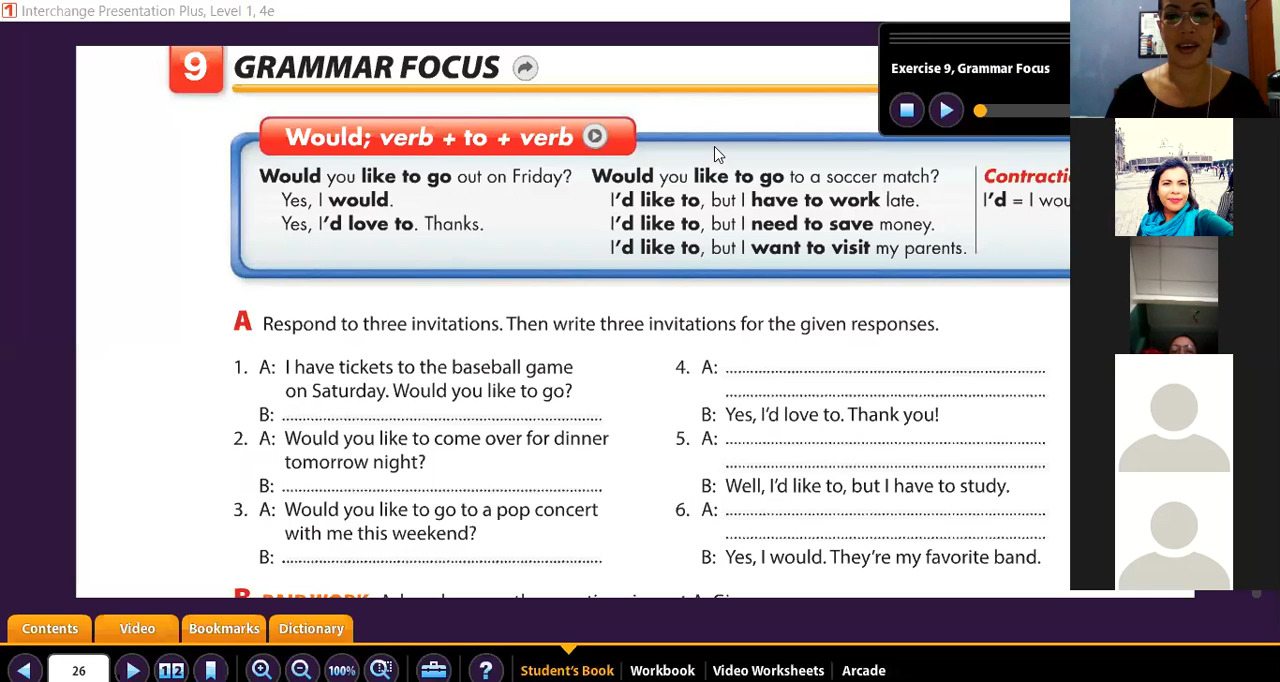 Interchange Presentation Plus, Level 1, 4e
9 GRAMMAR FOCUS
Exercise 9, Grammar Focus
Would; verb + to + verb
Would you like to go out on Friday?
Yes, I would.
Yes, I'd love to. Thanks.
Would you like to go to a soccer match?
I'd like to, but I have to work late.
I'd like to, but I need to save money.
I'd like to, but I want to visit my parents.
Contracti
I'd = I wou
A Respond to three invitations. Then write three invitations for the given responses.
1. A: I have tickets to the baseball game
on Saturday. Would you like to go?
B:
2. A: Would you like to come over for dinner
tomorrow night?
B:
3. A: Would you like to go to a pop concert
with me this weekend?
B:
4. A:
B: Yes, I'd love to. Thank you!
5. A:
B: Well, I'd like to, but I have to study.
6. A:
B: Yes, I would. They're my favorite band.
Contents Video Bookmarks Dictionary
26 1 2 100% ? Student's Book Workbook Video Worksheets Arcade